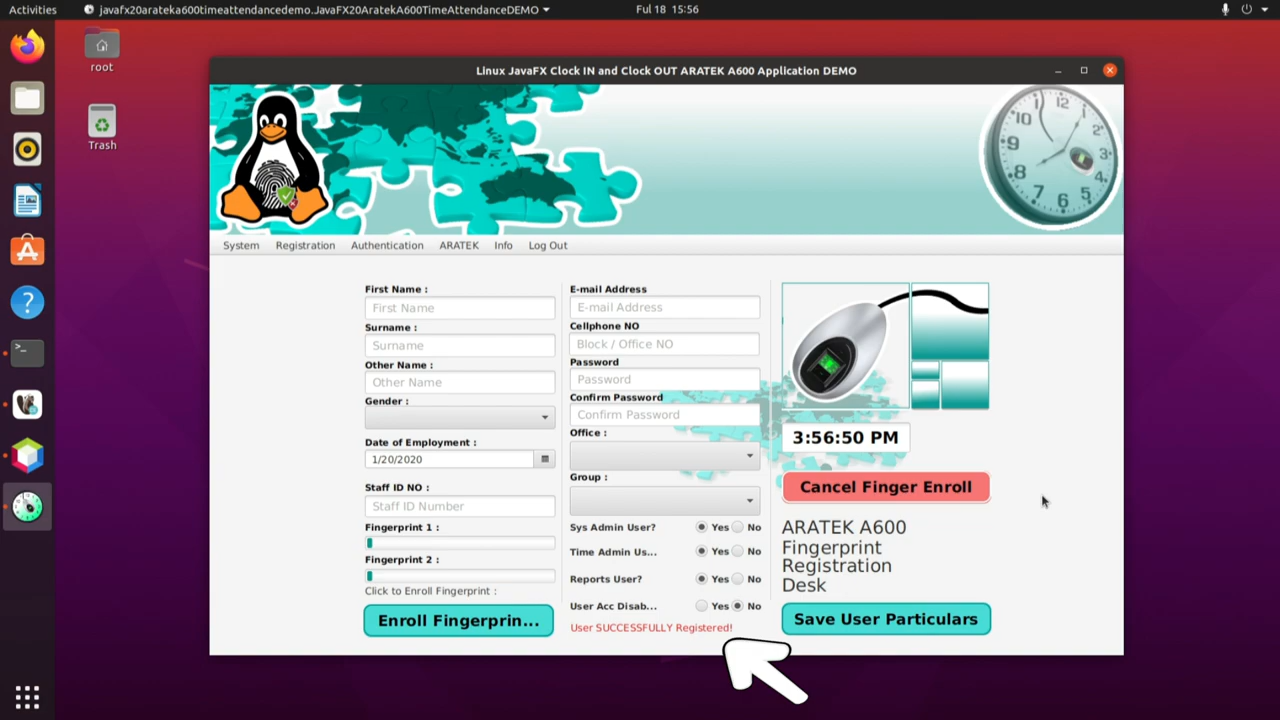 Activities
javafx20arateka600timeattendancedemo.JavaFX20AratekA600TimeAttendanceDEMO
Ful 18 15:56
root
Trash
Linux JavaFX Clock IN and Clock OUT ARATEK A600 Application DEMO
System Registration Authentication ARATEK Info Log Out
First Name :
First Name
Surname :
Surname
Other Name :
Other Name
Gender :
Date of Employment :
1/20/2020
Staff ID NO :
Staff ID Number
Fingerprint 1 :
Fingerprint 2 :
Click to Enroll Fingerprint :
Enroll Fingerprin...
E-mail Address
E-mail Address
Cellphone NO
Block / Office NO
Password
Password
Confirm Password
Confirm Password
Office :
Group :
Sys Admin User? Yes No
Time Admin Us... Yes No
Reports User? Yes No
User Acc Disab... Yes No
User SUCCESSFULLY Registered!
3:56:50 PM
Cancel Finger Enroll
ARATEK A600
Fingerprint
Registration
Desk
Save User Particulars